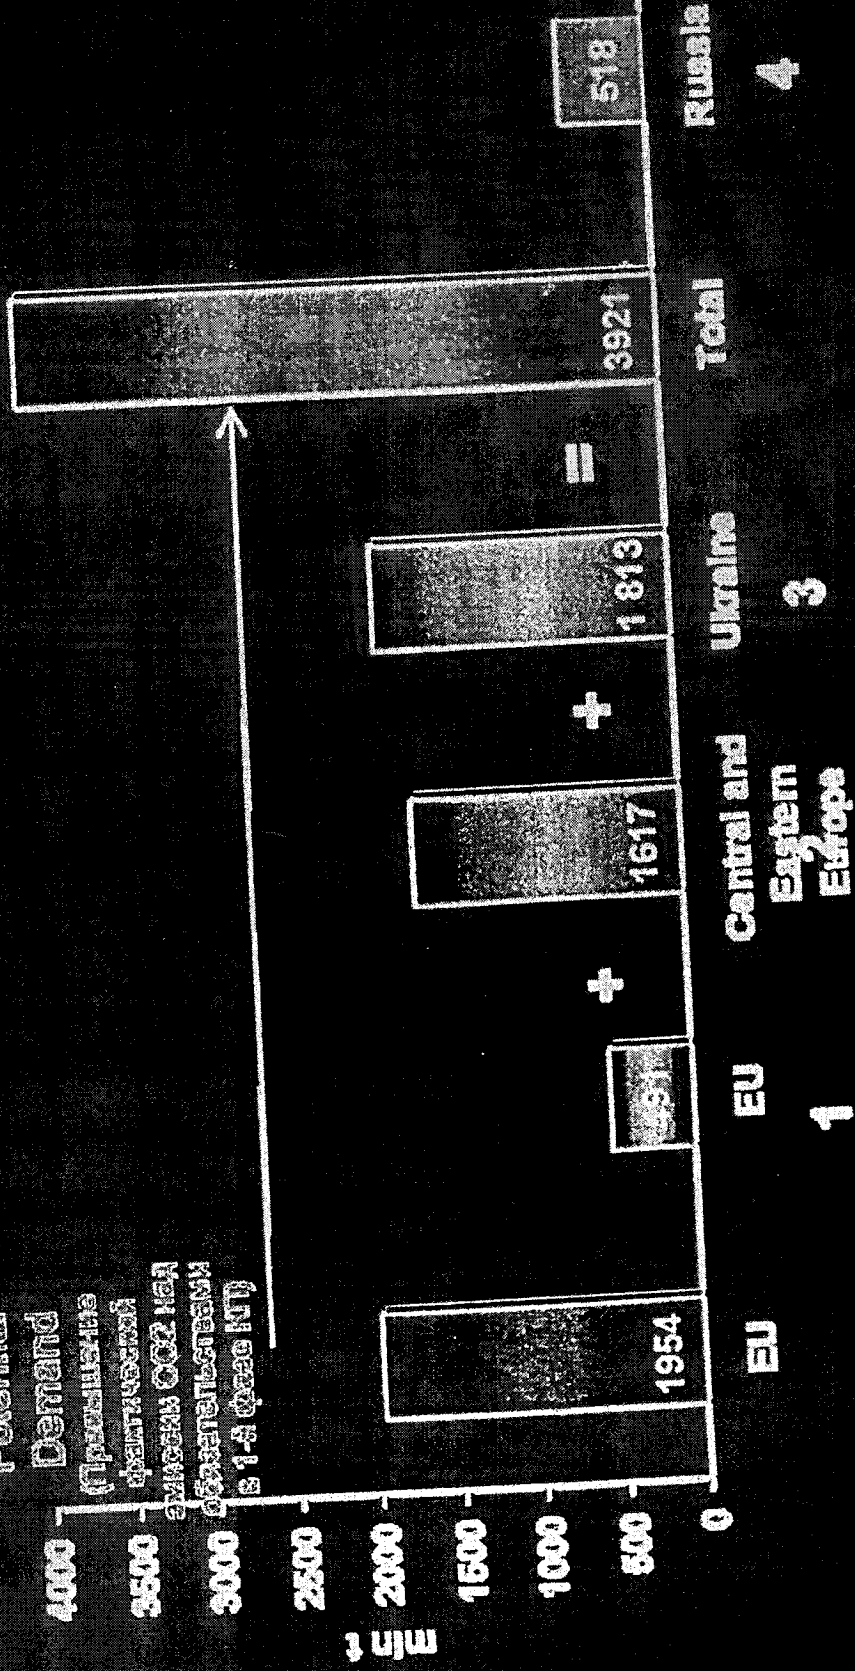 Demand
(Превышение
фактической
эмиссии СО2 над
обязательствами
в 1-й фазе КП)
4000
3500
3000
2500
2000
1500
1000
500
0
mln t
1954
491
1617
1 813
3921
518
+
+
=
EU
EU
Central and
Eastern
Europe
Ukraine
Total
Russia
1
2
3
4